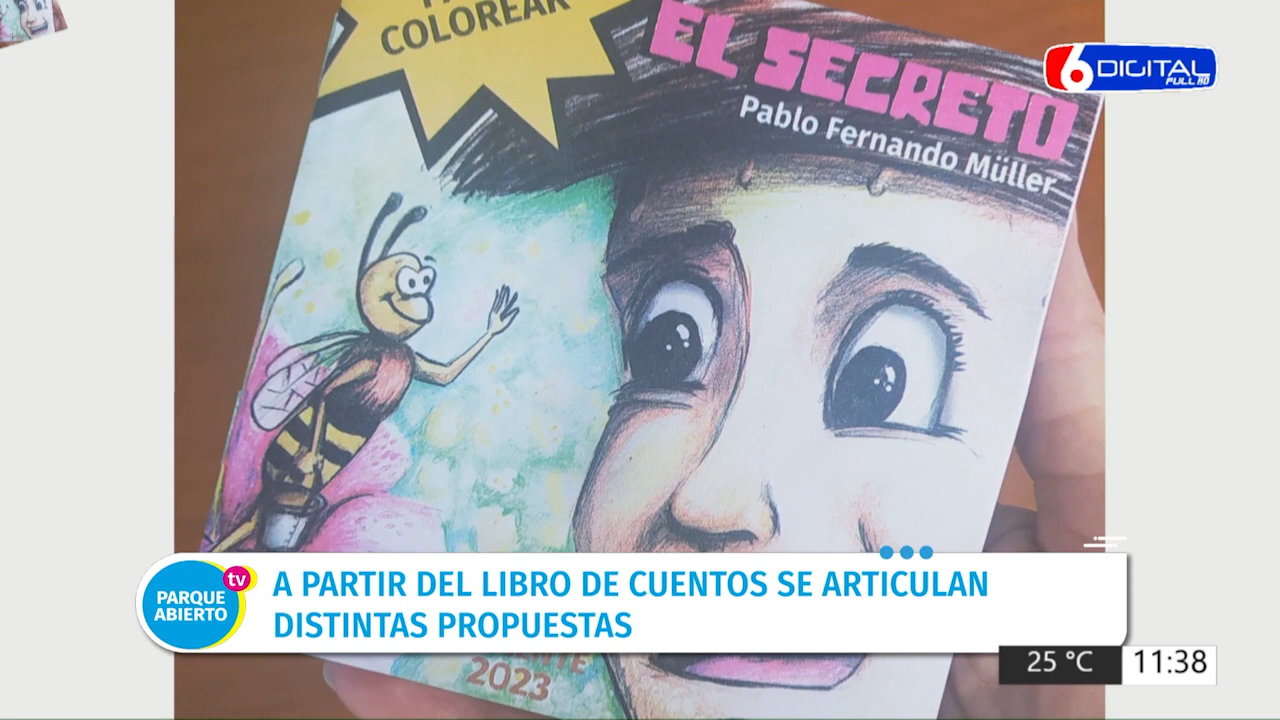 COLOREAR
EL SECRETO
Pablo Fernando Müller
6 DIGITAL
FULL HD
tv
PARQUE
ABIERTO
A PARTIR DEL LIBRO DE CUENTOS SE ARTICULAN
DISTINTAS PROPUESTAS
2023
25 °C
11:38